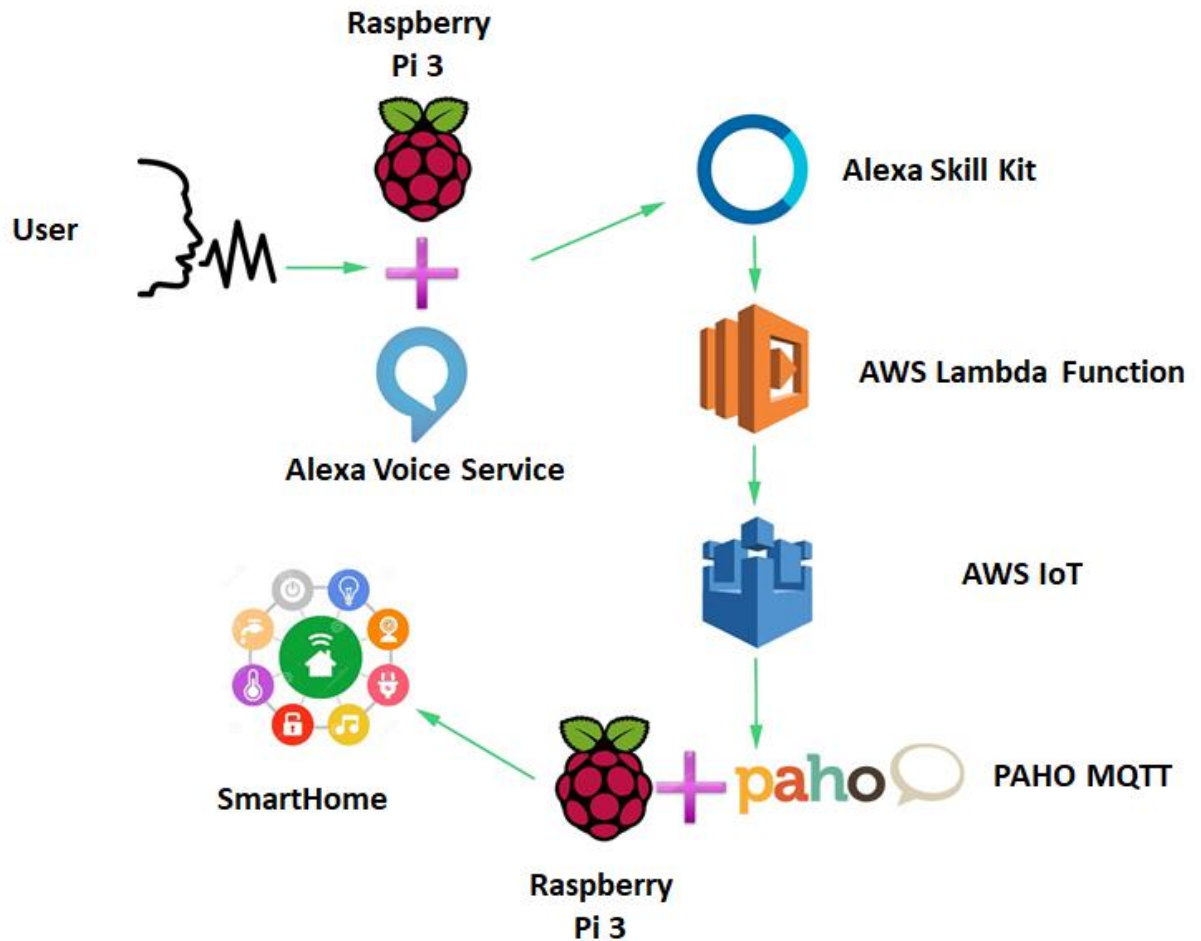 Raspberry
Pi 3
User
Alexa Skill Kit
AWS Lambda Function
Alexa Voice Service
AWS IoT
SmartHome
paho
PAHO MQTT
Raspberry
Pi 3